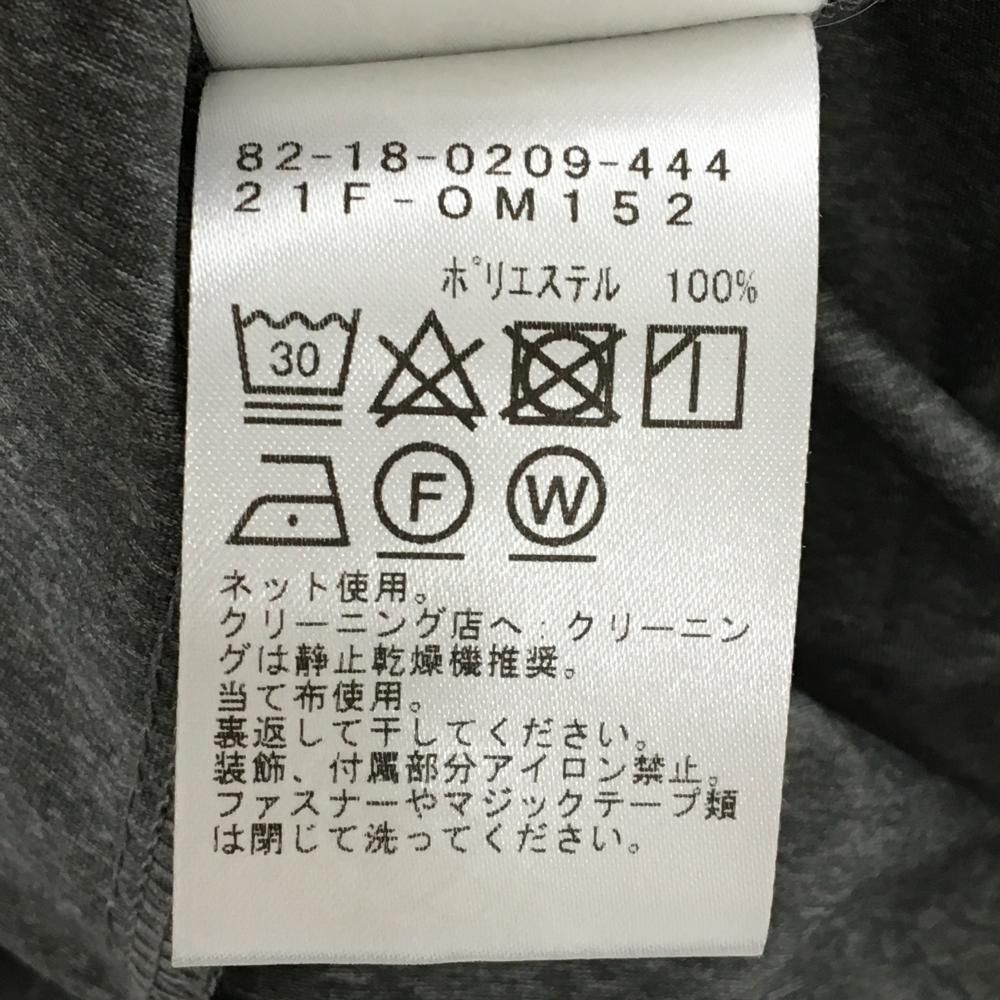 82-18-0209-444
21F-OM152
ポリエステル 100%
30
F W
ネット使用。
クリーニング店へ:クリーニン
グは静止乾燥機推奨。
当て布使用。
裏返して干してください。
装飾、付属部分アイロン禁止。
ファスナーやマジックテープ類
は閉じて洗ってください。